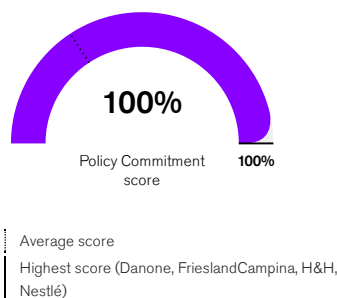 100%
Policy Commitment
score
100%
Average score
Highest score (Danone, FrieslandCampina, H&H,
Nestlé)